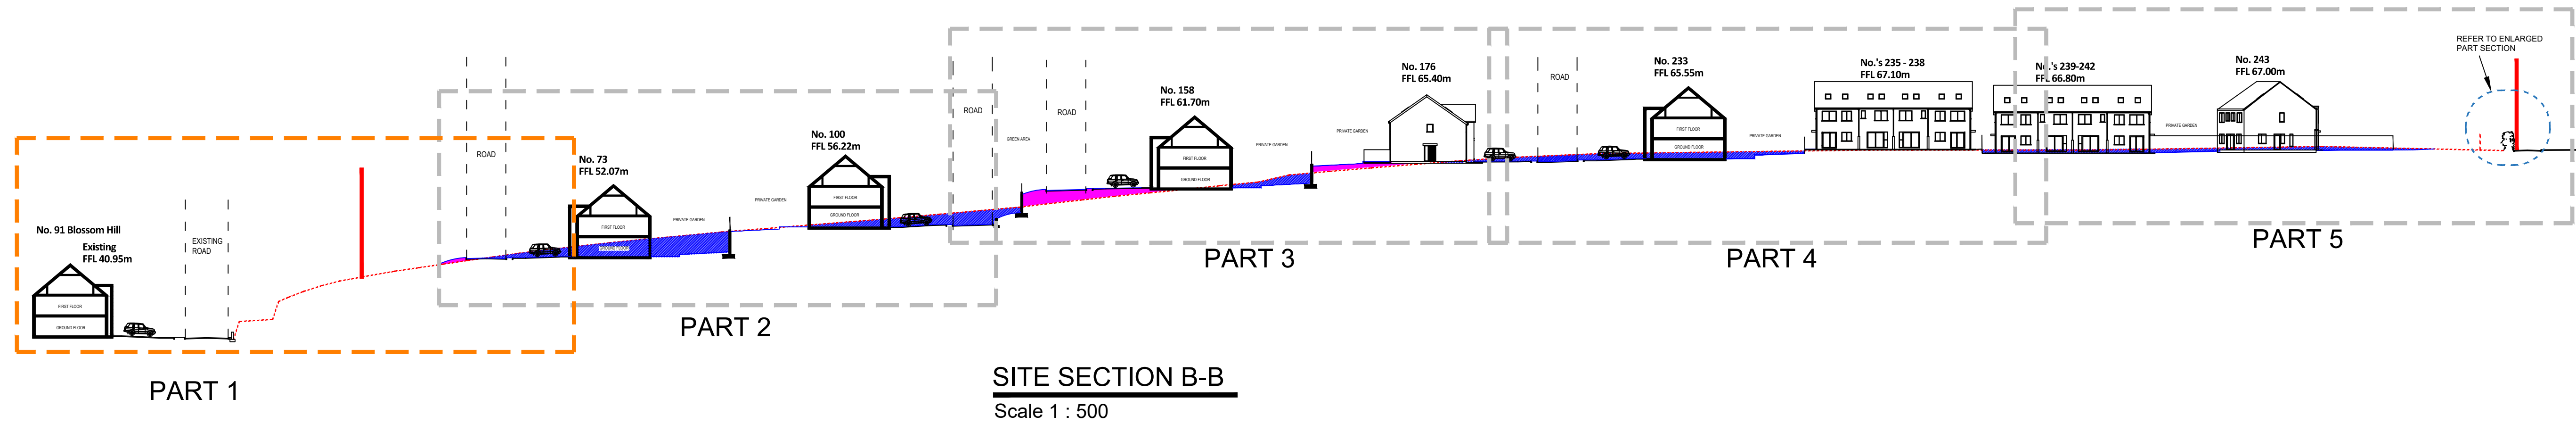 No. 91 Blossom Hill
Existing
FFL 40.95m
FIRST FLOOR
GROUND FLOOR
EXISTING
ROAD
PART 1
ROAD
No. 73
FFL 52.07m
FIRST FLOOR
GROUND FLOOR
PRIVATE GARDEN
PRIVATE GARDEN
No. 100
FFL 56.22m
FIRST FLOOR
GROUND FLOOR
PART 2
ROAD
GREEN AREA
ROAD
No. 158
FFL 61.70m
FIRST FLOOR
GROUND FLOOR
PRIVATE GARDEN
PRIVATE GARDEN
No. 176
FFL 65.40m
PART 3
ROAD
No. 233
FFL 65.55m
FIRST FLOOR
GROUND FLOOR
PRIVATE GARDEN
No.'s 235 - 238
FFL 67.10m
PART 4
No.'s 239-242
FFL 66.80m
PRIVATE GARDEN
No. 243
FFL 67.00m
REFER TO ENLARGED
PART SECTION
PART 5
SITE SECTION B-B
Scale 1 : 500